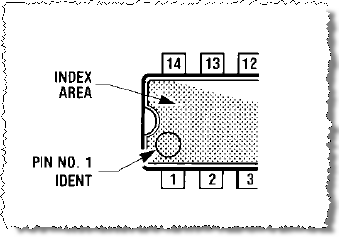 14 13 12
INDEX
AREA
PIN NO. 1
IDENT
1 2 3